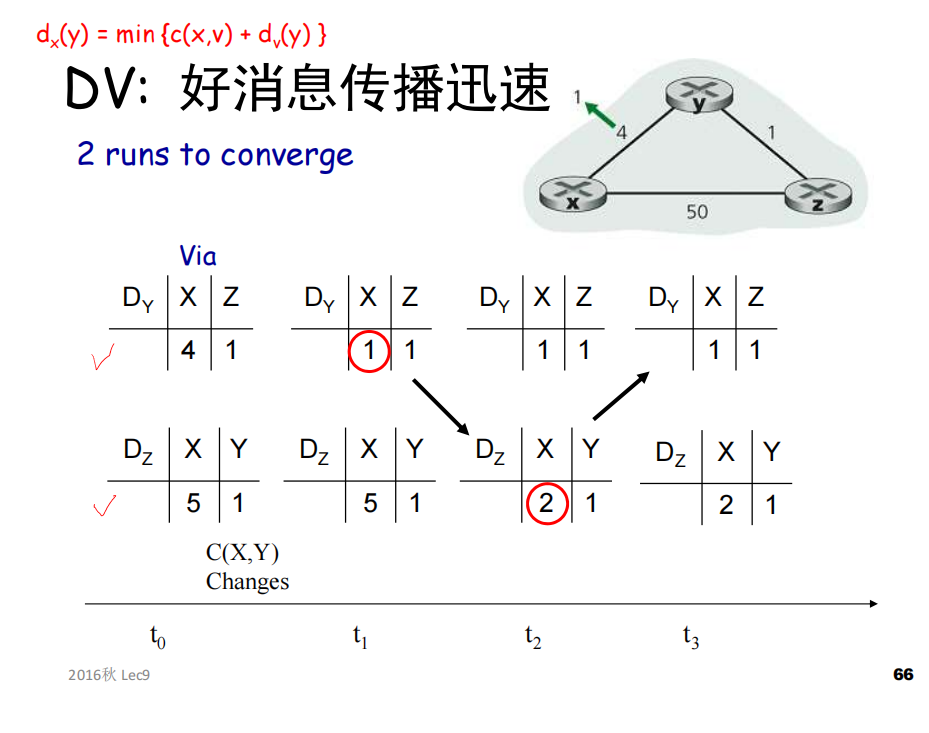 dx(y) = min {c(x,v) + dv(y) }
DV: 好消息传播迅速
2 runs to converge
1
4
y
1
x
50
z
Via
DY X Z DY X Z DY X Z DY X Z
4 1 1 1 1 1 1 1
DZ X Y DZ X Y DZ X Y DZ X Y
5 1 5 1 2 1 2 1
C(X,Y)
Changes
t0 t1 t2 t3
2016秋 Lec9 66